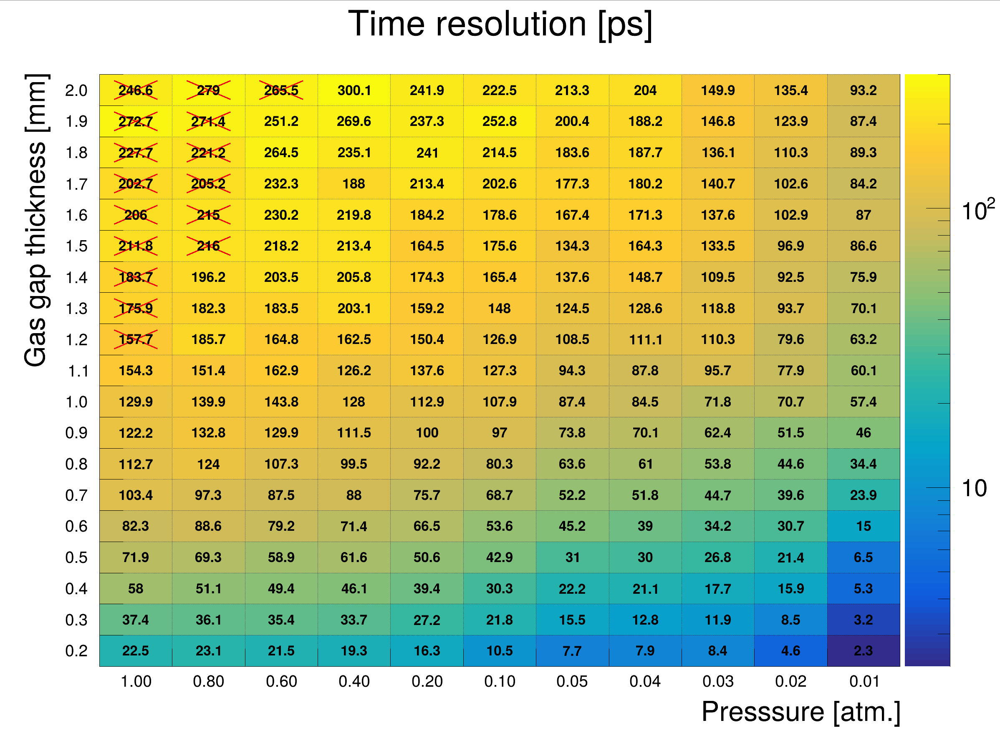 Time resolution [ps]
Gas gap thickness [mm]
2.0 246.6 279 265.5 300.1 241.9 222.5 213.3 204 149.9 135.4 93.2
1.9 272.7 271.4 251.2 269.6 237.3 252.8 200.4 188.2 146.8 123.9 87.4
1.8 227.7 221.2 264.5 235.1 241 214.5 183.6 187.7 136.1 110.3 89.3
1.7 202.7 205.2 232.3 188 213.4 202.6 177.3 180.2 140.7 102.6 84.2
1.6 206 215 230.2 219.8 184.2 178.6 167.4 171.3 137.6 102.9 87
10²
1.5 211.8 216 218.2 213.4 164.5 175.6 134.3 164.3 133.5 96.9 86.6
1.4 183.7 196.2 203.5 205.8 174.3 165.4 137.6 148.7 109.5 92.5 75.9
1.3 175.9 182.3 183.5 203.1 159.2 148 124.5 128.6 118.8 93.7 70.1
1.2 157.7 185.7 164.8 162.5 150.4 126.9 108.5 111.1 110.3 79.6 63.2
1.1 154.3 151.4 162.9 126.2 137.6 127.3 94.3 87.8 95.7 77.9 60.1
1.0 129.9 139.9 143.8 128 112.9 107.9 87.4 84.5 71.8 70.7 57.4
0.9 122.2 132.8 129.9 111.5 100 97 73.8 70.1 62.4 51.5 46
0.8 112.7 124 107.3 99.5 92.2 80.3 63.6 61 53.8 44.6 34.4
0.7 103.4 97.3 87.5 88 75.7 68.7 52.2 51.8 44.7 39.6 23.9
10
0.6 82.3 88.6 79.2 71.4 66.5 53.6 45.2 39 34.2 30.7 15
0.5 71.9 69.3 58.9 61.6 50.6 42.9 31 30 26.8 21.4 6.5
0.4 58 51.1 49.4 46.1 39.4 30.3 22.2 21.1 17.7 15.9 5.3
0.3 37.4 36.1 35.4 33.7 27.2 21.8 15.5 12.8 11.9 8.5 3.2
0.2 22.5 23.1 21.5 19.3 16.3 10.5 7.7 7.9 8.4 4.6 2.3
1.00 0.80 0.60 0.40 0.20 0.10 0.05 0.04 0.03 0.02 0.01
Presssure [atm.]